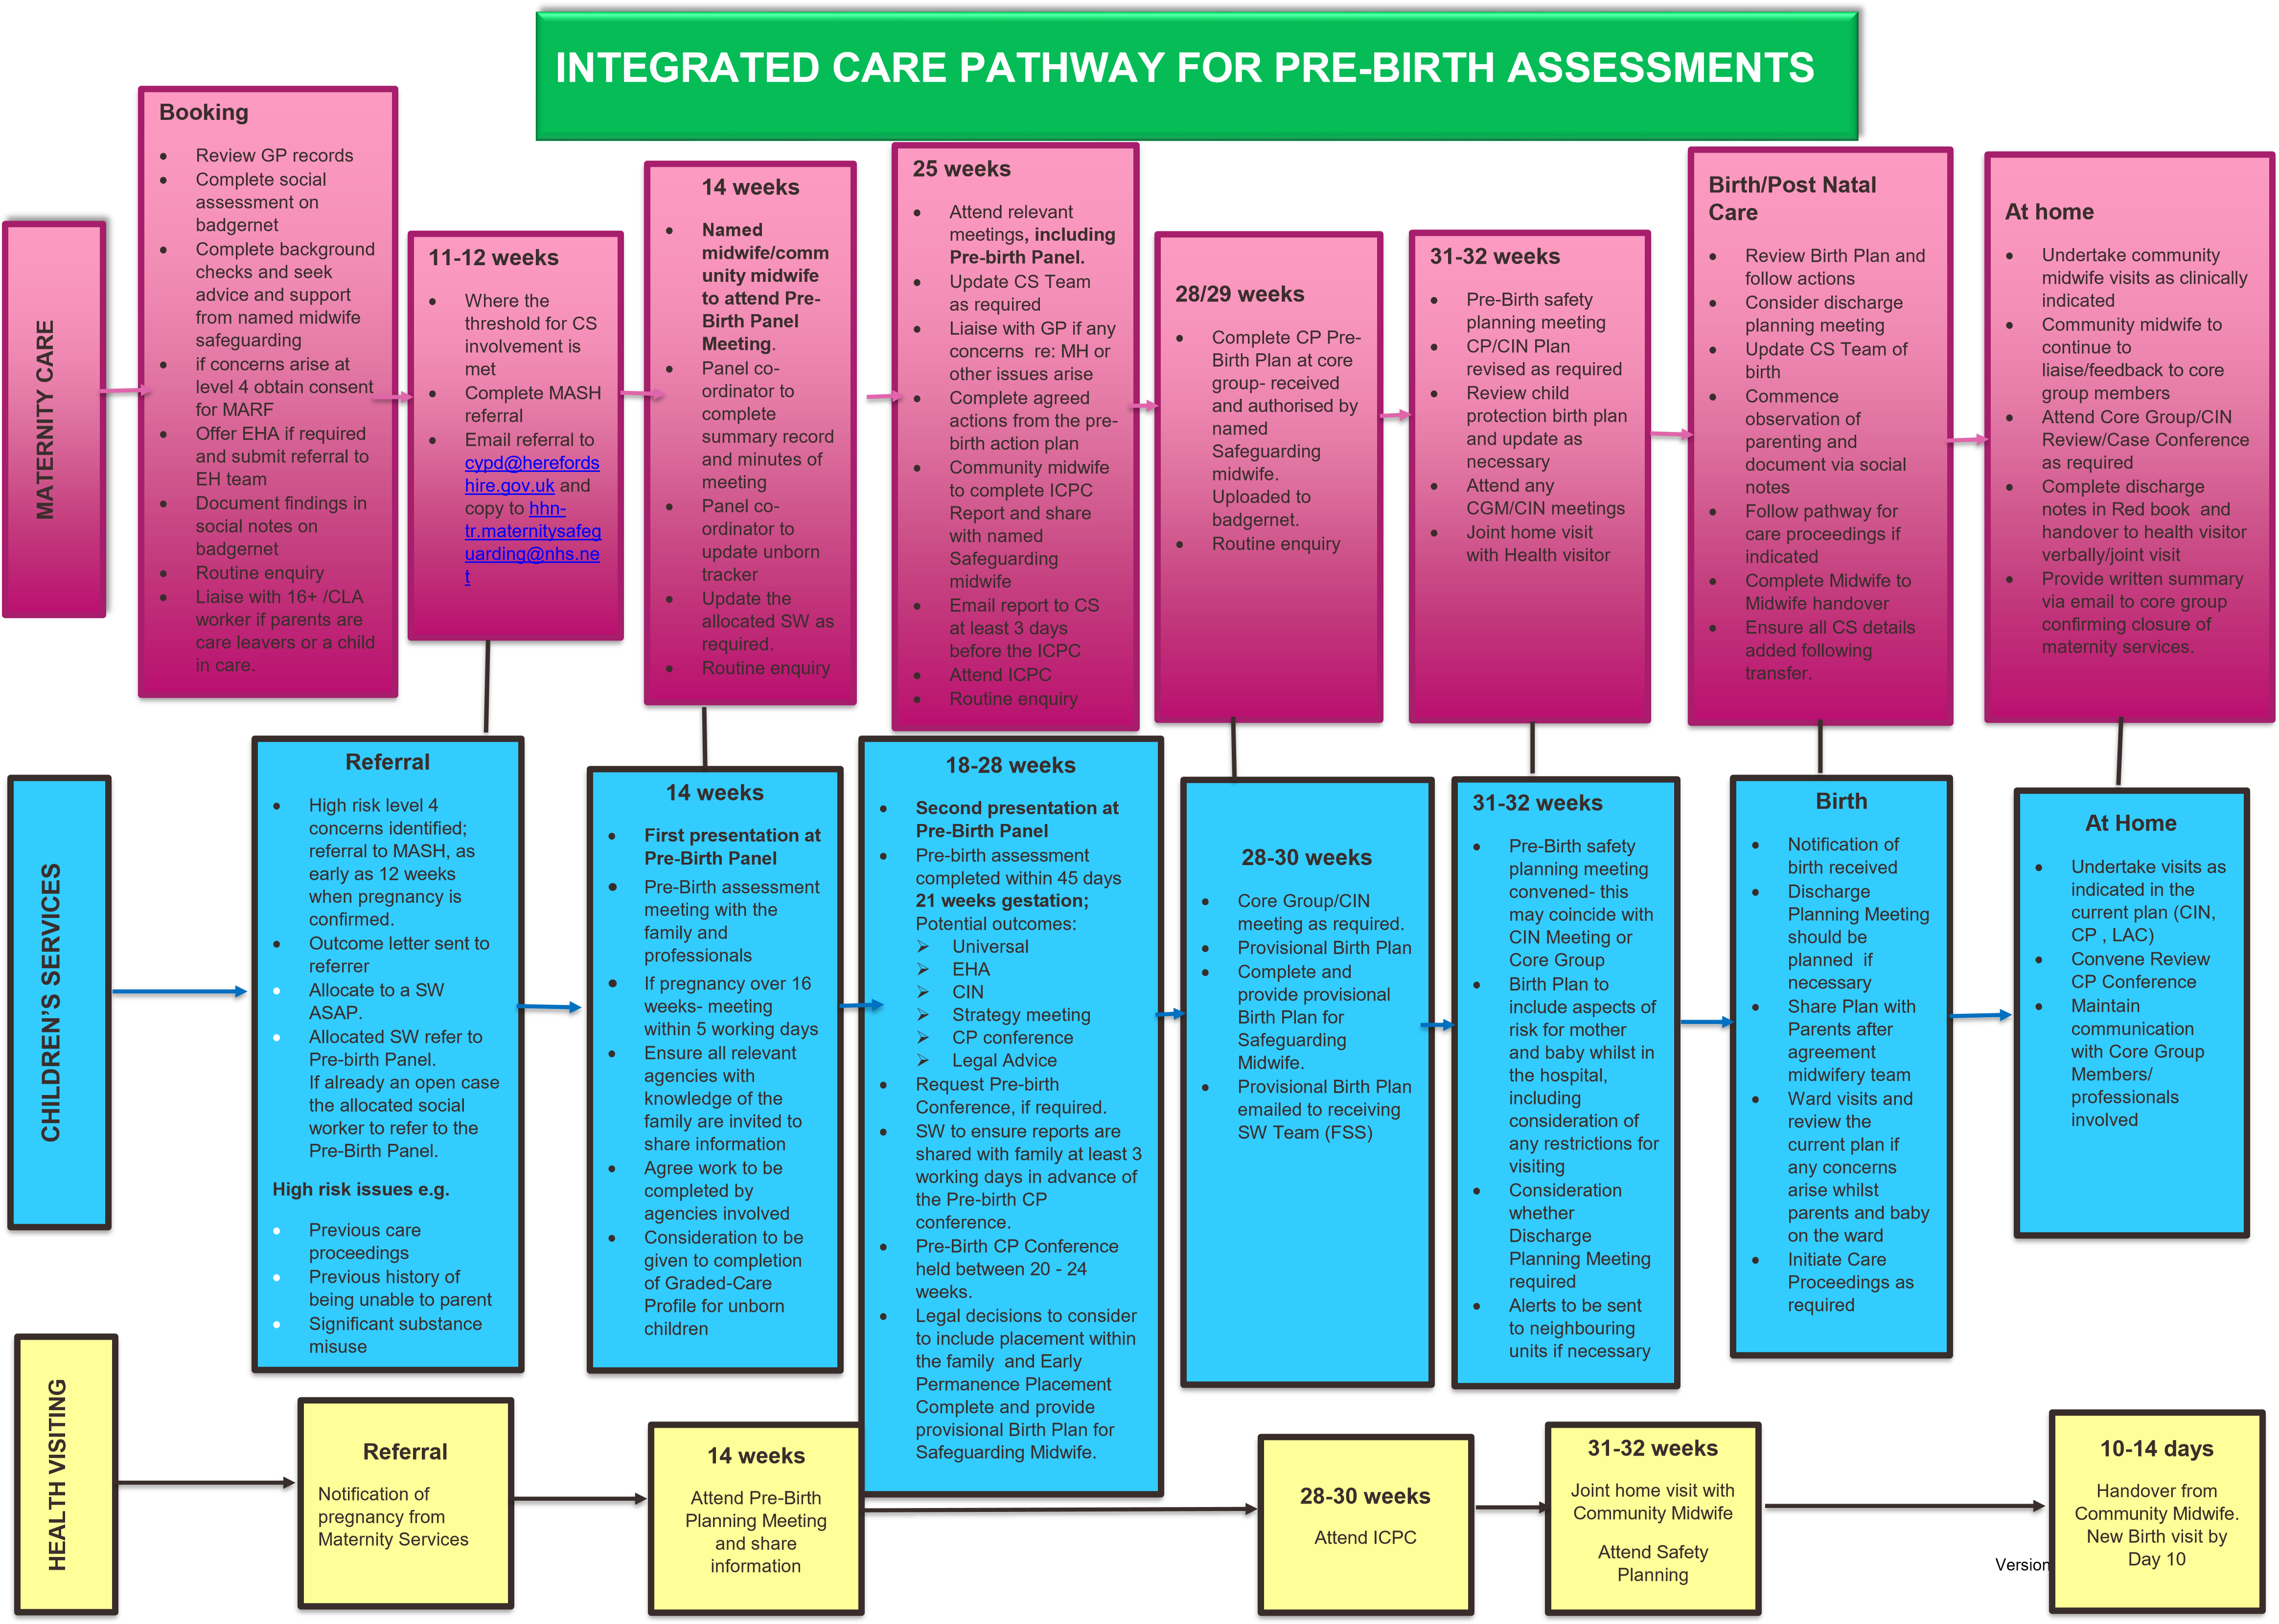 INTEGRATED CARE PATHWAY FOR PRE-BIRTH ASSESSMENTS
MATERNITY CARE
Booking
• Review GP records
• Complete social
assessment on
badgernet
• Complete background
checks and seek
advice and support
from named midwife
safeguarding
• if concerns arise at
level 4 obtain consent
for MARF
• Offer EHA if required
and submit referral to
EH team
• Document findings in
social notes on
badgernet
• Routine enquiry
• Liaise with 16+ /CLA
worker if parents are
care leavers or a child
in care.
11-12 weeks
• Where the
threshold for CS
involvement is
met
• Complete MASH
referral
• Email referral to
cypd@herefords
hire.gov.uk and
copy to hhn-
tr.maternitysafeg
uarding@nhs.ne
t
14 weeks
• Named
midwife/comm
unity midwife
to attend Pre-
Birth Panel
Meeting.
• Panel co-
ordinator to
complete
summary record
and minutes of
meeting
• Panel co-
ordinator to
update unborn
tracker
• Update the
allocated SW as
required.
• Routine enquiry
25 weeks
• Attend relevant
meetings, including
Pre-birth Panel.
• Update CS Team
as required
• Liaise with GP if any
concerns re: MH or
other issues arise
• Complete agreed
actions from the pre-
birth action plan
• Community midwife
to complete ICPC
Report and share
with named
Safeguarding
midwife
• Email report to CS
at least 3 days
before the ICPC
• Attend ICPC
• Routine enquiry
28/29 weeks
• Complete CP Pre-
Birth Plan at core
group- received
and authorised by
named
Safeguarding
midwife.
Uploaded to
badgernet.
• Routine enquiry
31-32 weeks
• Pre-Birth safety
planning meeting
• CP/CIN Plan
revised as required
• Review child
protection birth plan
and update as
necessary
• Attend any
CGM/CIN meetings
• Joint home visit
with Health visitor
Birth/Post Natal
Care
• Review Birth Plan and
follow actions
• Consider discharge
planning meeting
• Update CS Team of
birth
• Commence
observation of
parenting and
document via social
notes
• Follow pathway for
care proceedings if
indicated
• Complete Midwife to
Midwife handover
• Ensure all CS details
added following
transfer.
At home
• Undertake community
midwife visits as clinically
indicated
• Community midwife to
continue to
liaise/feedback to core
group members
• Attend Core Group/CIN
Review/Case Conference
as required
• Complete discharge
notes in Red book and
handover to health visitor
verbally/joint visit
• Provide written summary
via email to core group
confirming closure of
maternity services.
CHILDREN'S SERVICES
Referral
• High risk level 4
concerns identified;
referral to MASH, as
early as 12 weeks
when pregnancy is
confirmed.
• Outcome letter sent to
referrer
• Allocate to a SW
ASAP.
• Allocated SW refer to
Pre-birth Panel.
If already an open case
the allocated social
worker to refer to the
Pre-Birth Panel.
High risk issues e.g.
• Previous care
proceedings
• Previous history of
being unable to parent
• Significant substance
misuse
14 weeks
• First presentation at
Pre-Birth Panel
• Pre-Birth assessment
meeting with the
family and
professionals
• If pregnancy over 16
weeks- meeting
within 5 working days
• Ensure all relevant
agencies with
knowledge of the
family are invited to
share information
• Agree work to be
completed by
agencies involved
• Consideration to be
given to completion
of Graded-Care
Profile for unborn
children
18-28 weeks
• Second presentation at
Pre-Birth Panel
• Pre-birth assessment
completed within 45 days
21 weeks gestation;
Potential outcomes:
➢ Universal
➢ EHA
➢ CIN
➢ Strategy meeting
➢ CP conference
➢ Legal Advice
• Request Pre-birth
Conference, if required.
• SW to ensure reports are
shared with family at least 3
working days in advance of
the Pre-birth CP
conference.
• Pre-Birth CP Conference
held between 20 - 24
weeks.
• Legal decisions to consider
to include placement within
the family and Early
Permanence Placement
Complete and provide
provisional Birth Plan for
Safeguarding Midwife.
28-30 weeks
• Core Group/CIN
meeting as required.
• Provisional Birth Plan
• Complete and
provide provisional
Birth Plan for
Safeguarding
Midwife.
• Provisional Birth Plan
emailed to receiving
SW Team (FSS)
31-32 weeks
• Pre-Birth safety
planning meeting
convened- this
may coincide with
CIN Meeting or
Core Group
• Birth Plan to
include aspects of
risk for mother
and baby whilst in
the hospital,
including
consideration of
any restrictions for
visiting
• Consideration
whether
Discharge
Planning Meeting
required
• Alerts to be sent
to neighbouring
units if necessary
Birth
• Notification of
birth received
• Discharge
Planning Meeting
should be
planned if
necessary
• Share Plan with
Parents after
agreement
midwifery team
• Ward visits and
review the
current plan if
any concerns
arise whilst
parents and baby
on the ward
• Initiate Care
Proceedings as
required
At Home
• Undertake visits as
indicated in the
current plan (CIN,
CP , LAC)
• Convene Review
CP Conference
• Maintain
communication
with Core Group
Members/
professionals
involved
HEALTH VISITING
Referral
Notification of
pregnancy from
Maternity Services
14 weeks
Attend Pre-Birth
Planning Meeting
and share
information
28-30 weeks
Attend ICPC
31-32 weeks
Joint home visit with
Community Midwife
Attend Safety
Planning
10-14 days
Handover from
Community Midwife.
New Birth visit by
Day 10
Version